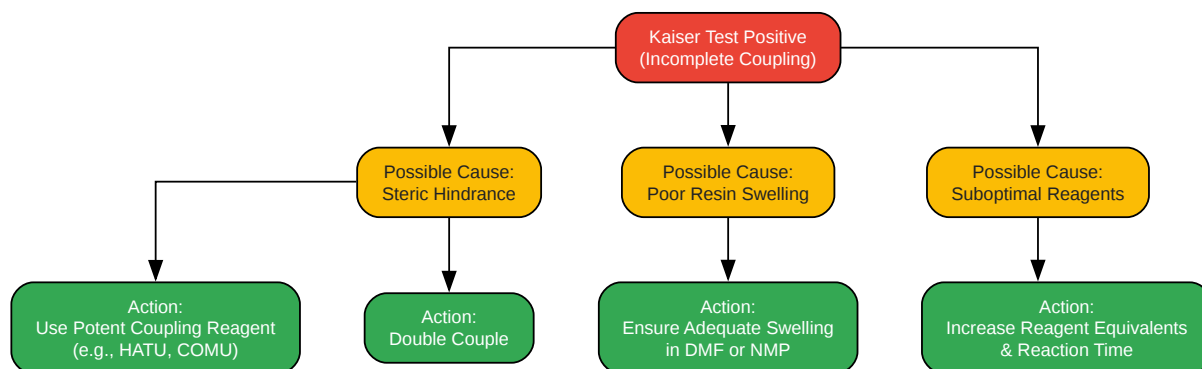 Kaiser Test Positive
(Incomplete Coupling)
Possible Cause:
Steric Hindrance
Possible Cause:
Poor Resin Swelling
Possible Cause:
Suboptimal Reagents
Action:
Use Potent Coupling Reagent
(e.g., HATU, COMU)
Action:
Double Couple
Action:
Ensure Adequate Swelling
in DMF or NMP
Action:
Increase Reagent Equivalents
& Reaction Time